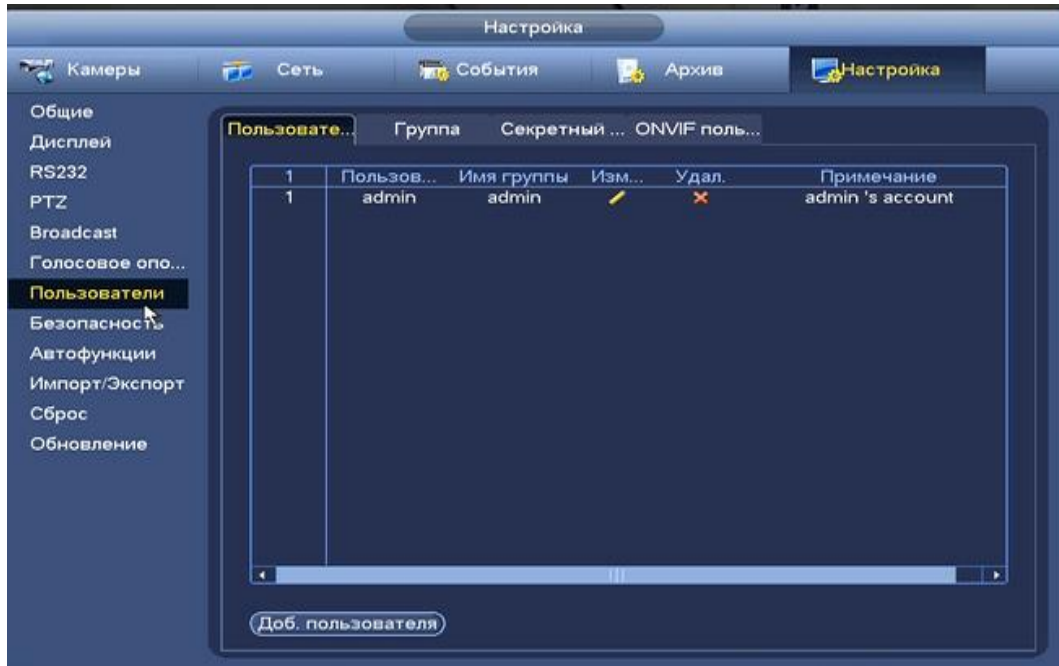 Настройка
Камеры Сеть События Архив Настройка
Общие
Дисплей
RS232
PTZ
Broadcast
Голосовое опо...
Пользователи
Безопасность
Автофункции
Импорт/Экспорт
Сброс
Обновление
Пользовате... Группа Секретный ... ONVIF поль...
1 Пользов... Имя группы Изм... Удал. Примечание
1 admin admin admin 's account
Доб. пользователя